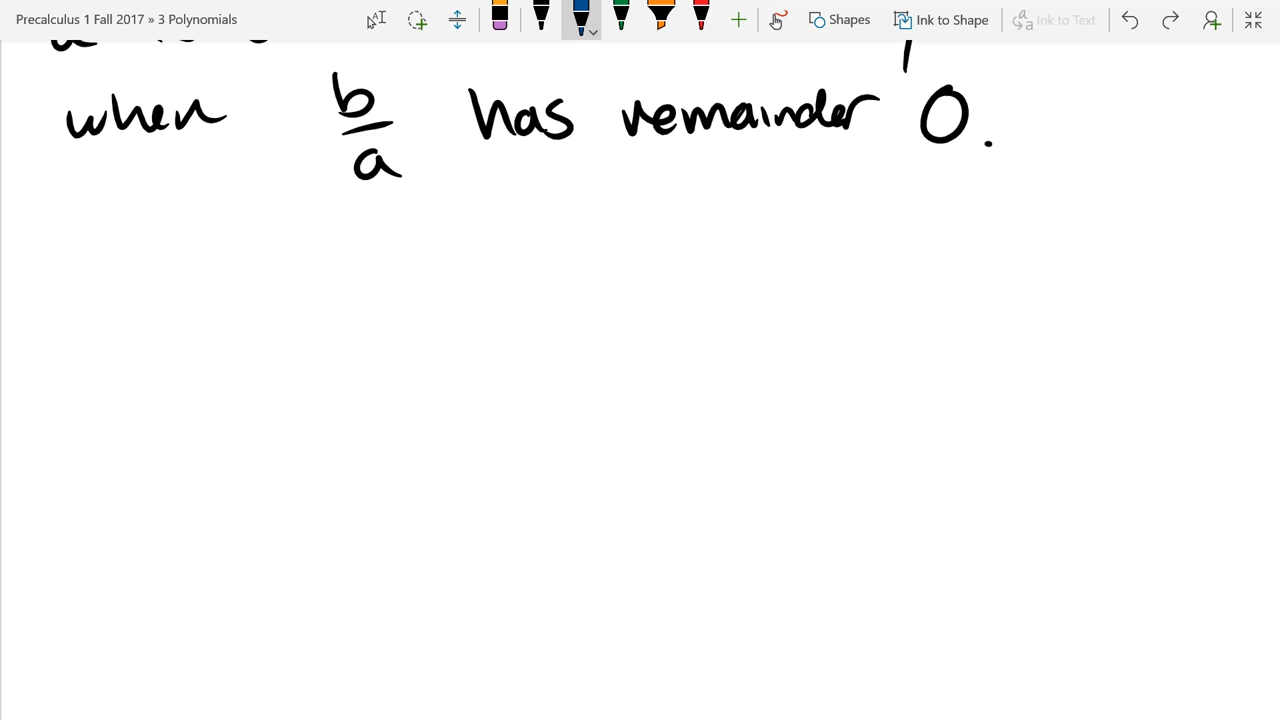 Precalculus 1 Fall 2017 » 3 Polynomials Shapes Ink to Shape Ink to Text
when b/a has remainder 0.